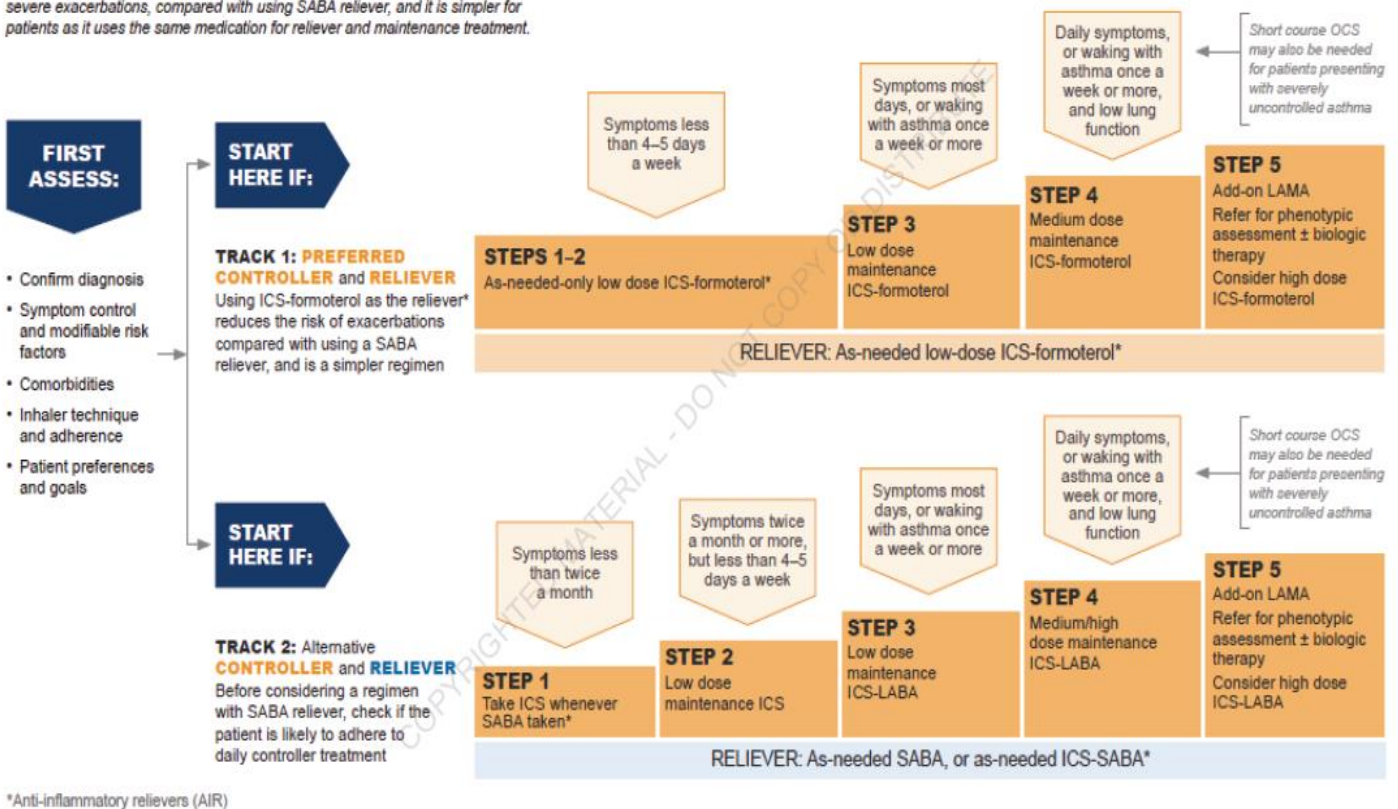 severe exacerbations, compared with using SABA reliever, and it is simpler for
patients as it uses the same medication for reliever and maintenance treatment.
FIRST
ASSESS:
• Confirm diagnosis
• Symptom control
and modifiable risk
factors
• Comorbidities
• Inhaler technique
and adherence
• Patient preferences
and goals
START
HERE IF:
TRACK 1: PREFERRED
CONTROLLER and RELIEVER
Using ICS-formoterol as the reliever*
reduces the risk of exacerbations
compared with using a SABA
reliever, and is a simpler regimen
Symptoms less
than 4–5 days
a week
Symptoms most
days, or waking
with asthma once
a week or more
Daily symptoms,
or waking with
asthma once a
week or more,
and low lung
function
Short course OCS
may also be needed
for patients presenting
with severely
uncontrolled asthma
STEPS 1–2
As-needed-only low dose ICS-formoterol*
STEP 3
Low dose
maintenance
ICS-formoterol
STEP 4
Medium dose
maintenance
ICS-formoterol
STEP 5
Add-on LAMA
Refer for phenotypic
assessment ± biologic
therapy
Consider high dose
ICS-formoterol
RELIEVER: As-needed low-dose ICS-formoterol*
START
HERE IF:
TRACK 2: Alternative
CONTROLLER and RELIEVER
Before considering a regimen
with SABA reliever, check if the
patient is likely to adhere to
daily controller treatment
Symptoms less
than twice
a month
Symptoms twice
a month or more,
but less than 4–5
days a week
Symptoms most
days, or waking
with asthma once
a week or more
Daily symptoms,
or waking with
asthma once a
week or more,
and low lung
function
Short course OCS
may also be needed
for patients presenting
with severely
uncontrolled asthma
STEP 1
Take ICS whenever
SABA taken*
STEP 2
Low dose
maintenance ICS
STEP 3
Low dose
maintenance
ICS-LABA
STEP 4
Medium/high
dose maintenance
ICS-LABA
STEP 5
Add-on LAMA
Refer for phenotypic
assessment ± biologic
therapy
Consider high dose
ICS-LABA
RELIEVER: As-needed SABA, or as-needed ICS-SABA*
*Anti-inflammatory relievers (AIR)
COPYRIGHTED MATERIAL - DO NOT COPY OR DISTRIBUTE